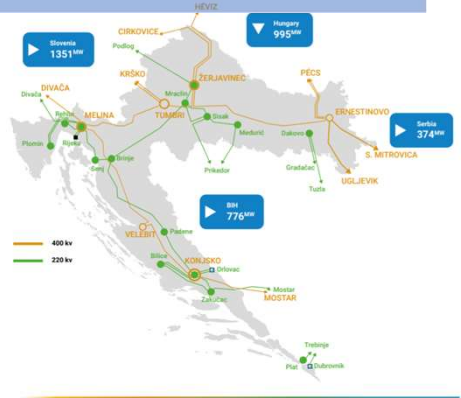 HÉVIZ
CIRKOVICE
Hungary
995MW
Slovenia
1351MW
Podlog
KRŠKO
ŽERJAVINEC
PÉCS
DIVAČA
Divača
Mraclin
TUMBRI
ERNESTINOVO
Pehlin
MELINA
Sisak
Međurić
Đakovo
Serbia
374MW
Plomin
Rijeka
S. MITROVICA
Senj
Brinje
Prikedor
Gradačac
UGLJEVIK
Tuzla
BIH
776MW
VELEBIT
Pađene
400 kv
220 kv
Bilice
KONJSKO
Orlovac
Zakučac
Mostar
MOSTAR
Trebinje
Plat
Dubrovnik